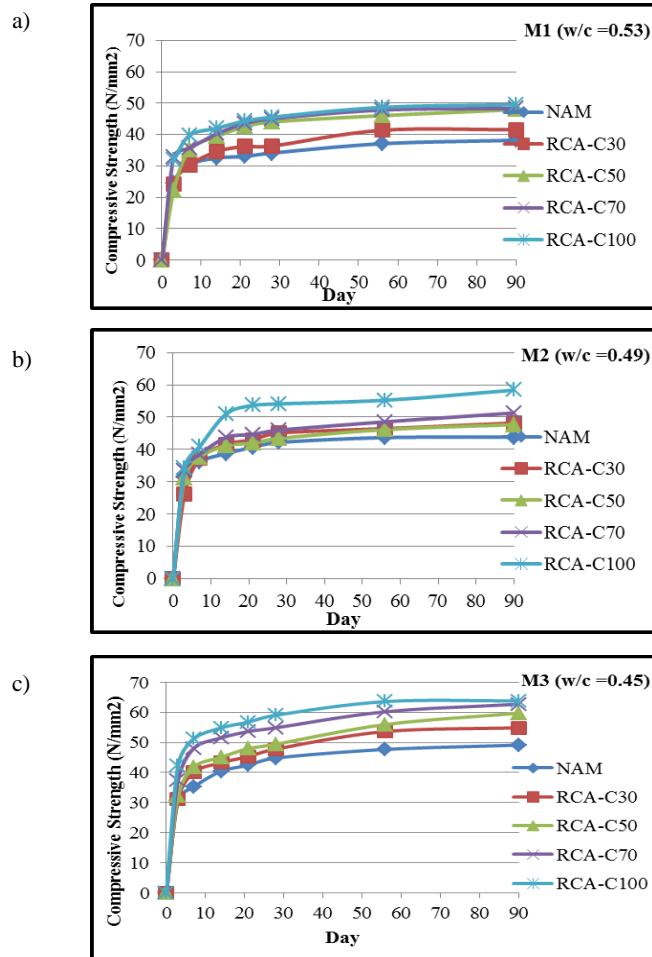 a)
M1 (w/c =0.53)
Compressive Strength (N/mm2)
70
60
50
40
30
20
10
0
0 10 20 30 40 50 60 70 80 90
Day
NAM
RCA-C30
RCA-C50
RCA-C70
RCA-C100
b)
M2 (w/c =0.49)
Compressive Strength (N/mm2)
70
60
50
40
30
20
10
0
0 10 20 30 40 50 60 70 80 90
Day
NAM
RCA-C30
RCA-C50
RCA-C70
RCA-C100
c)
M3 (w/c =0.45)
Compressive Strength (N/mm2)
70
60
50
40
30
20
10
0
0 10 20 30 40 50 60 70 80 90
Day
NAM
RCA-C30
RCA-C50
RCA-C70
RCA-C100